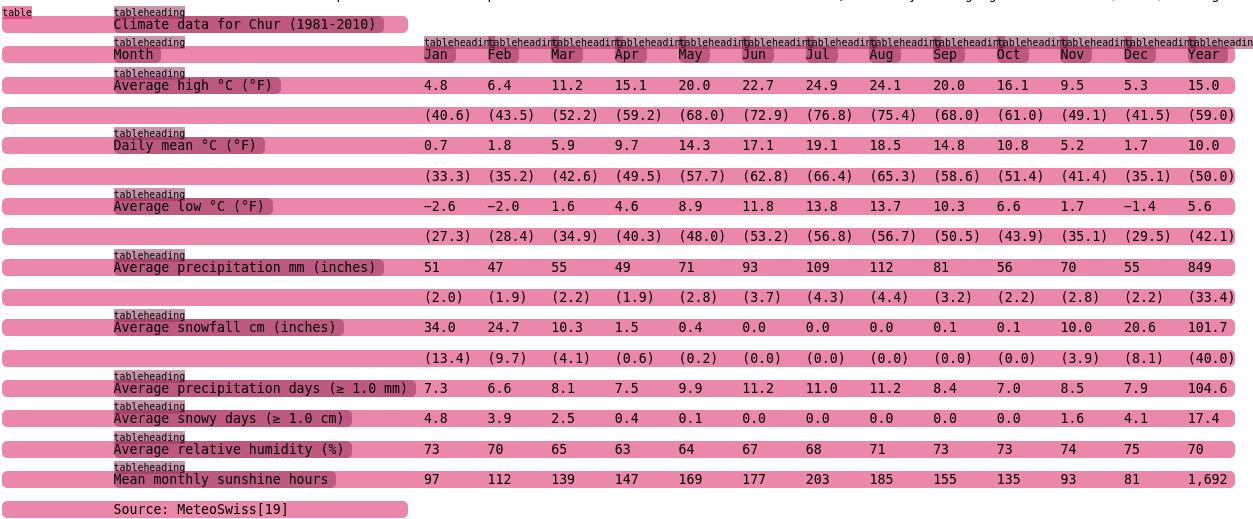 table
tableheading
Climate data for Chur (1981-2010)
tableheading tableheading tableheading tableheading tableheading tableheading tableheading tableheading tableheading tableheading tableheading tableheading tableheading tableheading
Month Jan Feb Mar Apr May Jun Jul Aug Sep Oct Nov Dec Year
tableheading
Average high °C (°F) 4.8 6.4 11.2 15.1 20.0 22.7 24.9 24.1 20.0 16.1 9.5 5.3 15.0
(40.6) (43.5) (52.2) (59.2) (68.0) (72.9) (76.8) (75.4) (68.0) (61.0) (49.1) (41.5) (59.0)
tableheading
Daily mean °C (°F) 0.7 1.8 5.9 9.7 14.3 17.1 19.1 18.5 14.8 10.8 5.2 1.7 10.0
(33.3) (35.2) (42.6) (49.5) (57.7) (62.8) (66.4) (65.3) (58.6) (51.4) (41.4) (35.1) (50.0)
tableheading
Average low °C (°F) −2.6 −2.0 1.6 4.6 8.9 11.8 13.8 13.7 10.3 6.6 1.7 −1.4 5.6
(27.3) (28.4) (34.9) (40.3) (48.0) (53.2) (56.8) (56.7) (50.5) (43.9) (35.1) (29.5) (42.1)
tableheading
Average precipitation mm (inches) 51 47 55 49 71 93 109 112 81 56 70 55 849
(2.0) (1.9) (2.2) (1.9) (2.8) (3.7) (4.3) (4.4) (3.2) (2.2) (2.8) (2.2) (33.4)
tableheading
Average snowfall cm (inches) 34.0 24.7 10.3 1.5 0.4 0.0 0.0 0.0 0.1 0.1 10.0 20.6 101.7
(13.4) (9.7) (4.1) (0.6) (0.2) (0.0) (0.0) (0.0) (0.0) (0.0) (3.9) (8.1) (40.0)
tableheading
Average precipitation days (≥ 1.0 mm) 7.3 6.6 8.1 7.5 9.9 11.2 11.0 11.2 8.4 7.0 8.5 7.9 104.6
tableheading
Average snowy days (≥ 1.0 cm) 4.8 3.9 2.5 0.4 0.1 0.0 0.0 0.0 0.0 0.0 1.6 4.1 17.4
tableheading
Average relative humidity (%) 73 70 65 63 64 67 68 71 73 73 74 75 70
tableheading
Mean monthly sunshine hours 97 112 139 147 169 177 203 185 155 135 93 81 1,692
Source: MeteoSwiss[19]